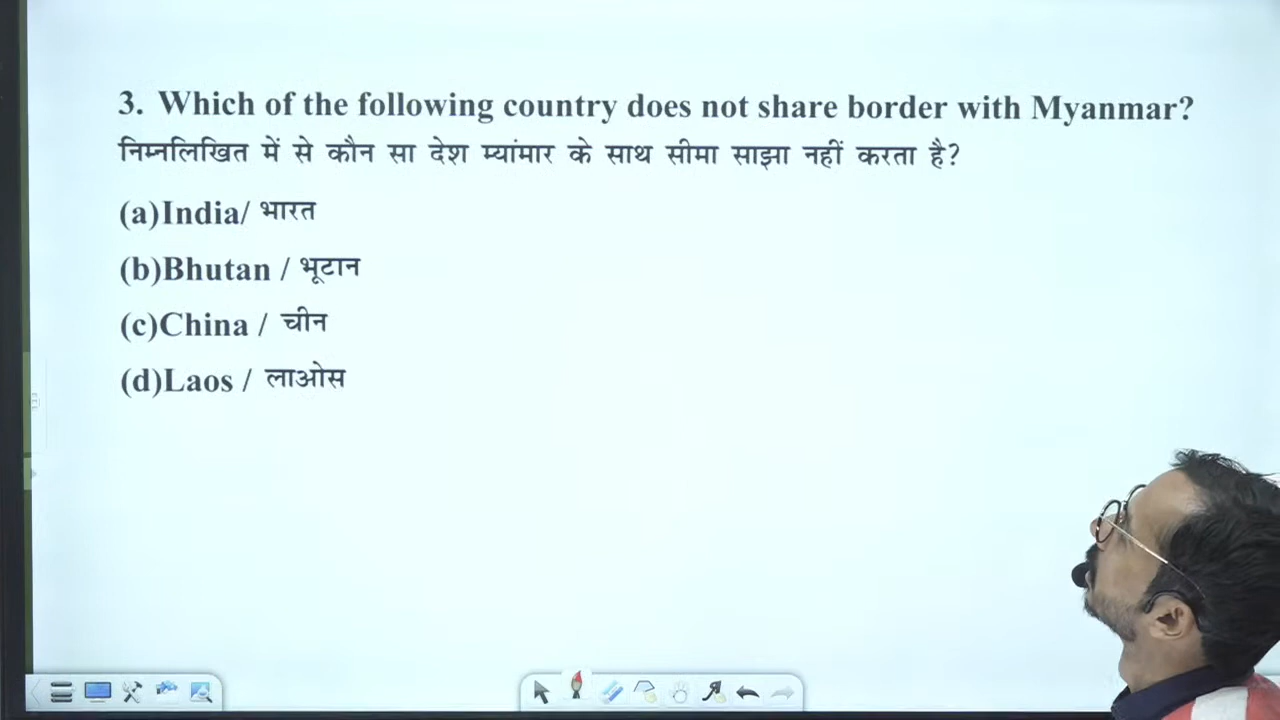 3. Which of the following country does not share border with Myanmar?
निम्नलिखित में से कौन सा देश म्यांमार के साथ सीमा साझा नहीं करता है?
(a)India/ भारत
(b)Bhutan / भूटान
(c)China / चीन
(d)Laos / लाओस